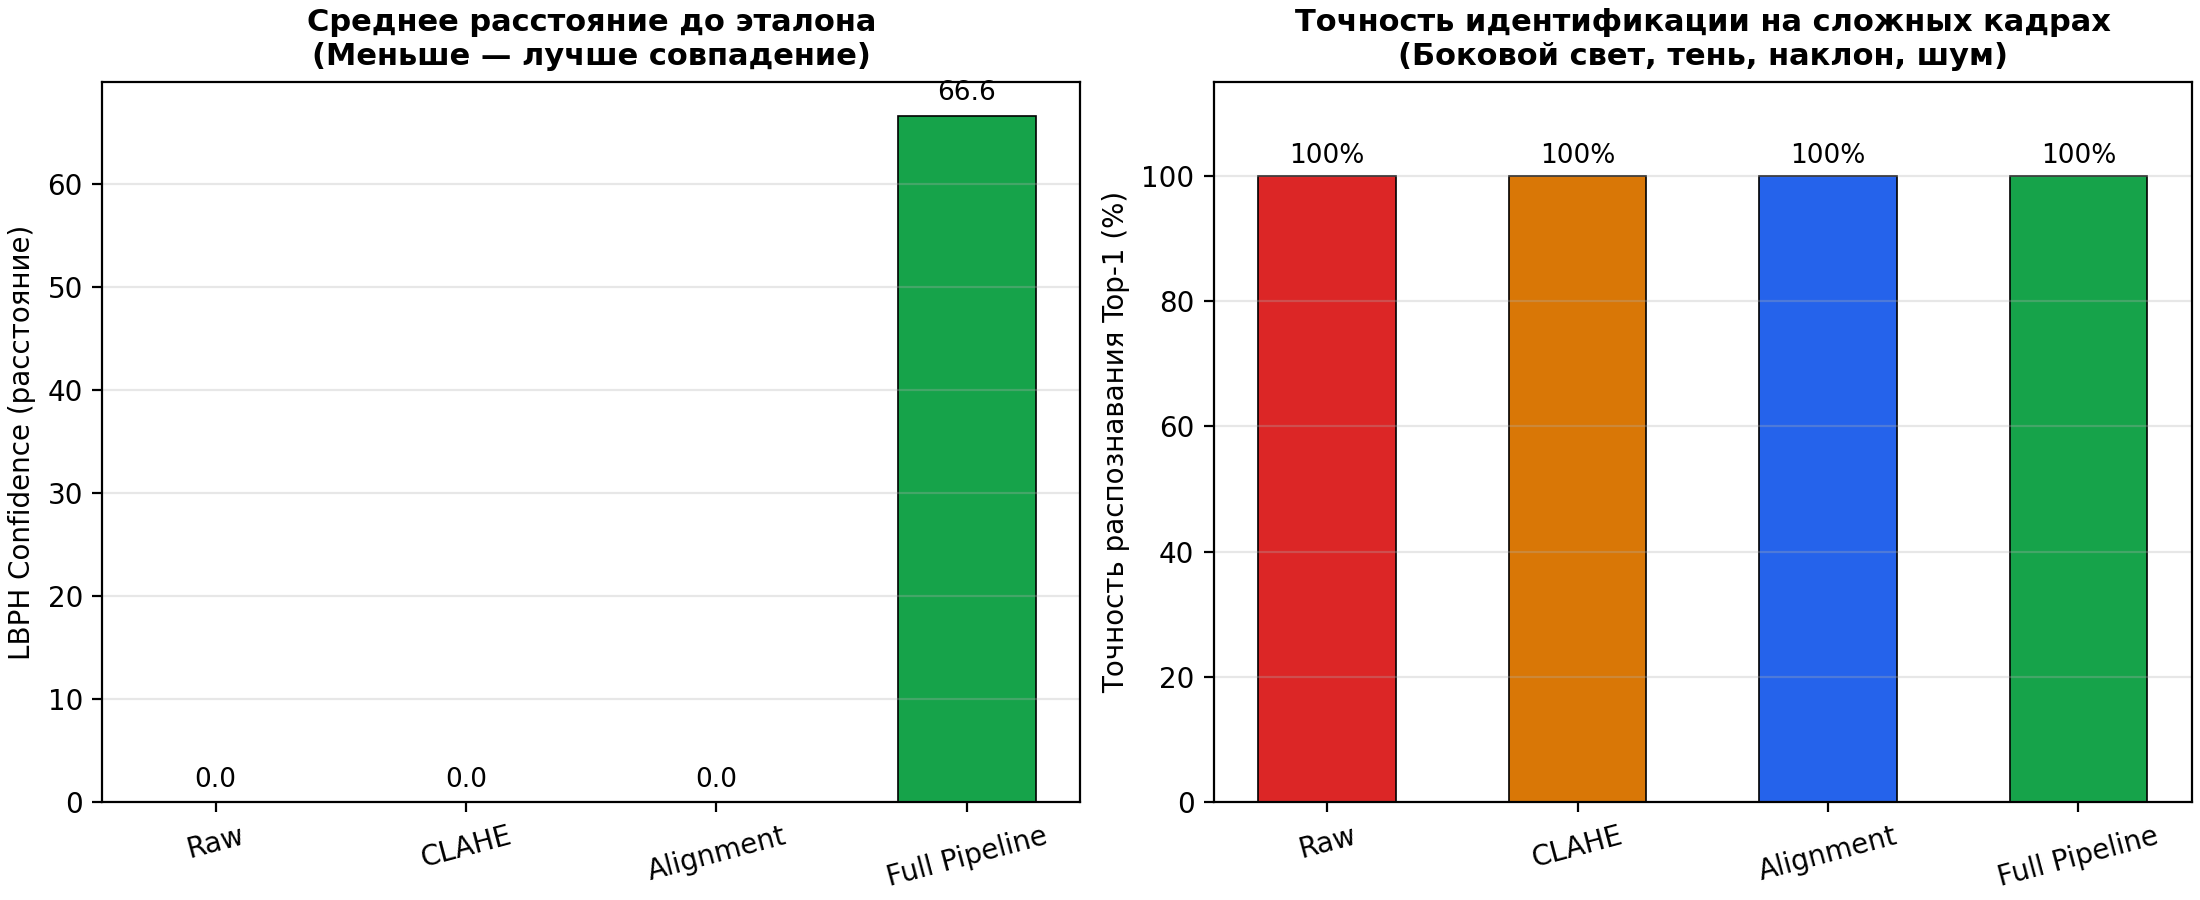 Среднее расстояние до эталона
(Меньше — лучше совпадение)
LBPH Confidence (расстояние)
60
50
40
30
20
10
0
0.0
0.0
0.0
66.6
Raw
CLAHE
Alignment
Full Pipeline
Точность идентификации на сложных кадрах
(Боковой свет, тень, наклон, шум)
Точность распознавания Top-1 (%)
100
80
60
40
20
0
100%
100%
100%
100%
Raw
CLAHE
Alignment
Full Pipeline